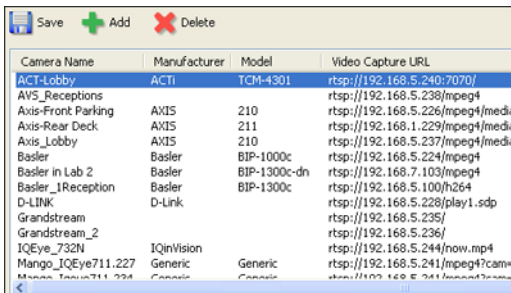 Save Add Delete
Camera Name Manufacturer Model Video Capture URL
ACT-Lobby ACTi TCM-4301 rtsp://192.168.5.240:7070/
AVS_Receptions rtsp://192.168.5.238/mpeg4
Axis-Front Parking AXIS 210 rtsp://192.168.5.226/mpeg4/media
Axis-Rear Deck AXIS 211 rtsp://192.168.1.229/mpeg4/media
Axis_Lobby AXIS 210 rtsp://192.168.5.237/mpeg4/media
Basler Basler BIP-1000c rtsp://192.168.5.224/mpeg4
Basler in Lab 2 Basler BIP-1300c-dn rtsp://192.168.7.103/mpeg4
Basler_1Reception Basler BIP-1300c rtsp://192.168.5.100/h264
D-LINK D-Link rtsp://192.168.5.228/play1.sdp
Grandstream rtsp://192.168.5.235/
Grandstream_2 rtsp://192.168.5.236/
IQEye_732N IQinVision rtsp://192.168.5.244/now.mp4
Mango_IQEye711.227 Generic Generic rtsp://192.168.5.241/mpeg4?cam=
Generic Generic